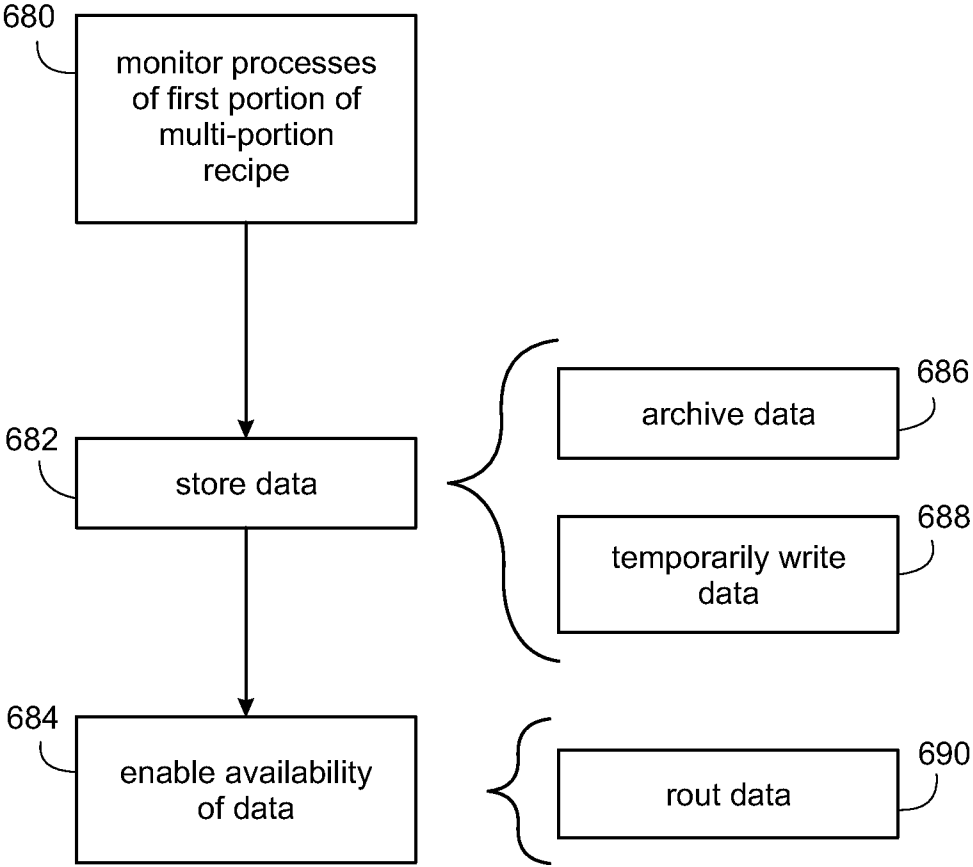 680
monitor processes
of first portion of
multi-portion
recipe
682
store data
686
archive data
688
temporarily write
data
684
enable availability
of data
690
rout data